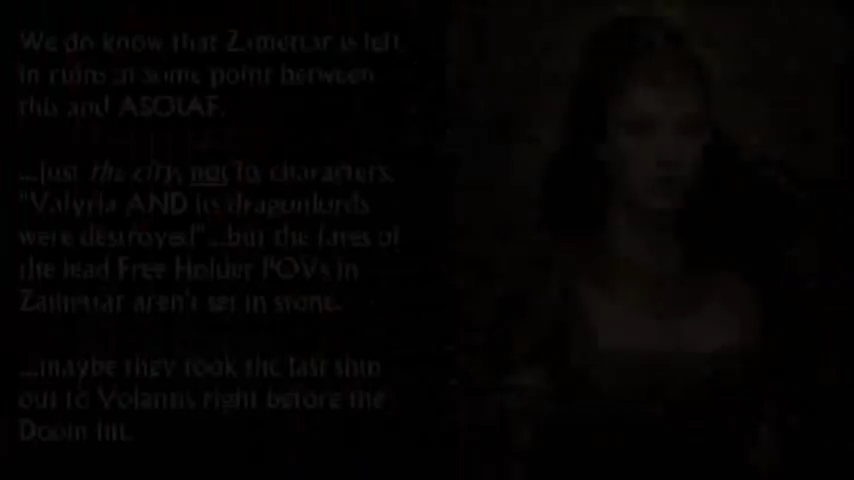 We do know that Zamettar is left
in ruins at some point between
this and ASOIAF.
...Just the city, not its characters.
"Valyria AND its dragonlords
were destroyed"...but the fates of
the lead Free Holder POVs in
Zamettar aren't set in stone.
...maybe they took the last ship
out to Volantis right before the
Doom hit.